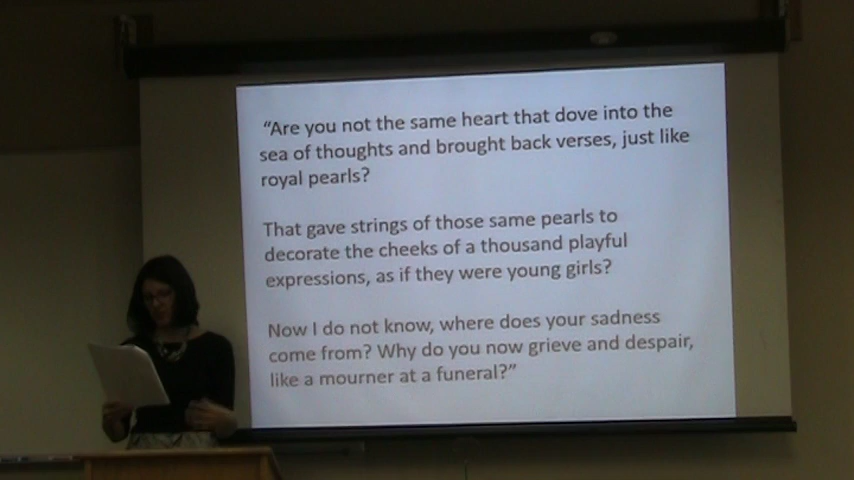 “Are you not the same heart that dove into the
sea of thoughts and brought back verses, just like
royal pearls?
That gave strings of those same pearls to
decorate the cheeks of a thousand playful
expressions, as if they were young girls?
Now I do not know, where does your sadness
come from? Why do you now grieve and despair,
like a mourner at a funeral?”